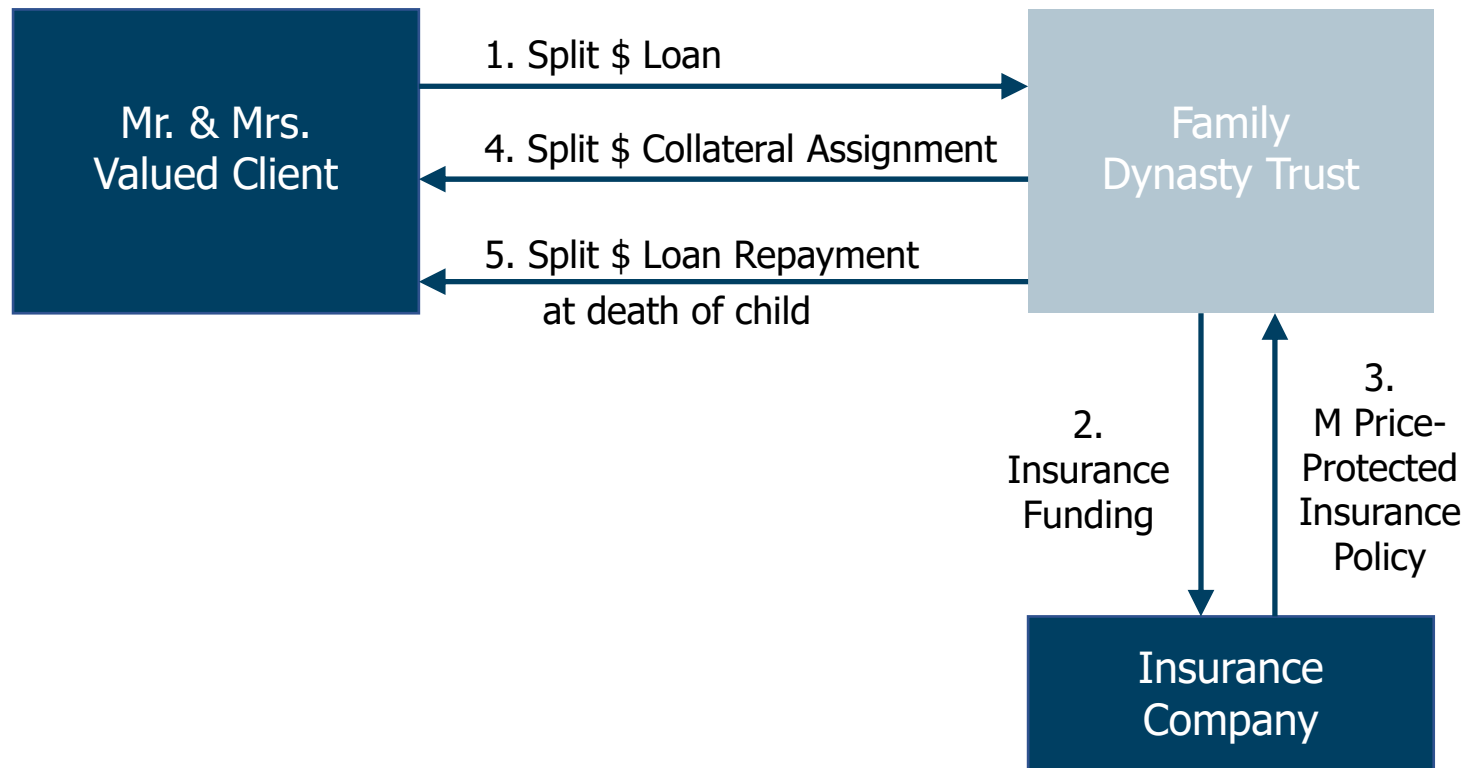 Mr. & Mrs.
Valued Client
1. Split $ Loan
4. Split $ Collateral Assignment
5. Split $ Loan Repayment
at death of child
Family
Dynasty Trust
2.
Insurance
Funding
3.
M Price-
Protected
Insurance
Policy
Insurance
Company